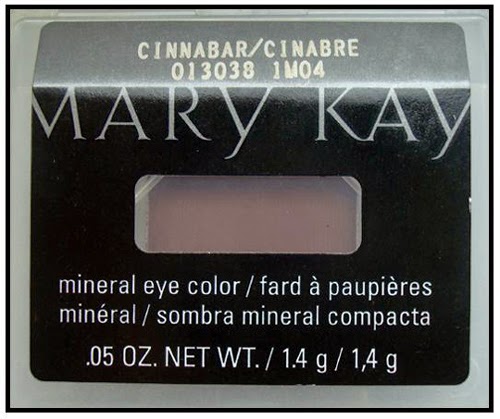 CINNABAR/CINABRE
013038 1M04
MARY KAY
mineral eye color / fard à paupières
minéral / sombra mineral compacta
.05 OZ. NET WT. / 1.4 g / 1,4 g